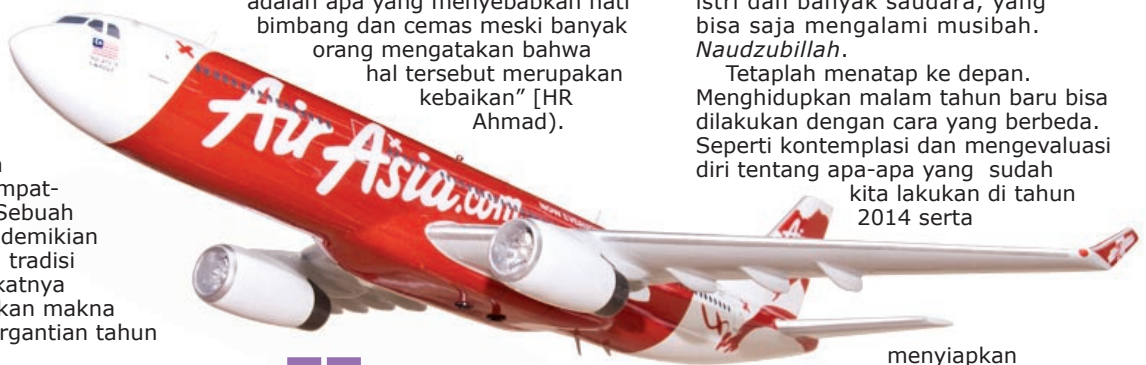 mpat-
Sebuah
demikian
tradisi
katnya
kan makna
rgantian tahun
adalah apa yang menyebabkan hati
bimbang dan cemas meski banyak
orang mengatakan bahwa
hal tersebut merupakan
kebaikan” [HR
Ahmad).
istri dan banyak saudara, yang
bisa saja mengalami musibah.
Naudzubillah.
Tetaplah menatap ke depan.
Menghidupkan malam tahun baru bisa
dilakukan dengan cara yang berbeda.
Seperti kontemplasi dan mengevaluasi
diri tentang apa-apa yang sudah
kita lakukan di tahun
2014 serta
menyiapkan
AirAsia.com
NOW
Air